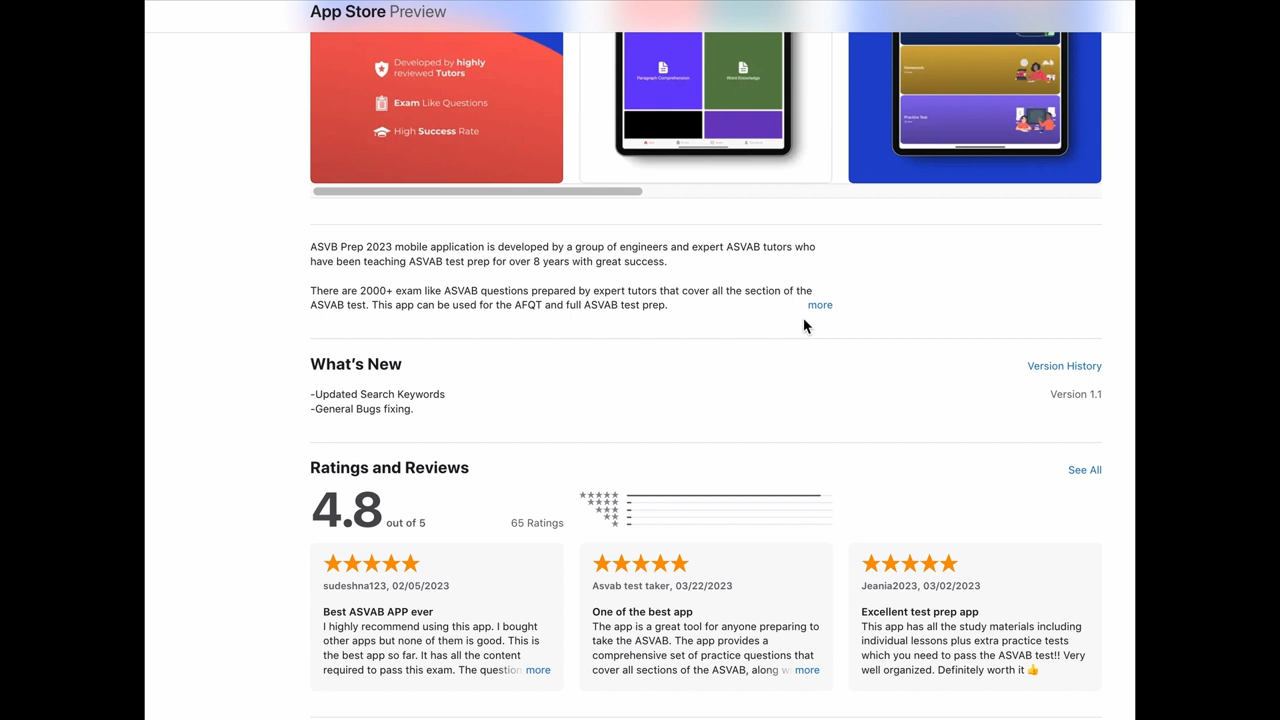 App Store Preview
Developed by highly
reviewed Tutors
Exam Like Questions
High Success Rate
Paragraph Comprehension
Word Knowledge
Homework
Practice Test
ASVB Prep 2023 mobile application is developed by a group of engineers and expert ASVAB tutors who
have been teaching ASVAB test prep for over 8 years with great success.
There are 2000+ exam like ASVAB questions prepared by expert tutors that cover all the section of the
ASVAB test. This app can be used for the AFQT and full ASVAB test prep.
more
What's New
Version History
-Updated Search Keywords
Version 1.1
-General Bugs fixing.
Ratings and Reviews
See All
4.8 out of 5
65 Ratings
★★★★★
★★★★
★★★
★★
★
★★★★★
sudeshna123, 02/05/2023
Best ASVAB APP ever
I highly recommend using this app. I bought
other apps but none of them is good. This is
the best app so far. It has all the content
required to pass this exam. The question more
★★★★★
Asvab test taker, 03/22/2023
One of the best app
The app is a great tool for anyone preparing to
take the ASVAB. The app provides a
comprehensive set of practice questions that
cover all sections of the ASVAB, along w more
★★★★★
Jeania2023, 03/02/2023
Excellent test prep app
This app has all the study materials including
individual lessons plus extra practice tests
which you need to pass the ASVAB test!! Very
well organized. Definitely worth it 👍